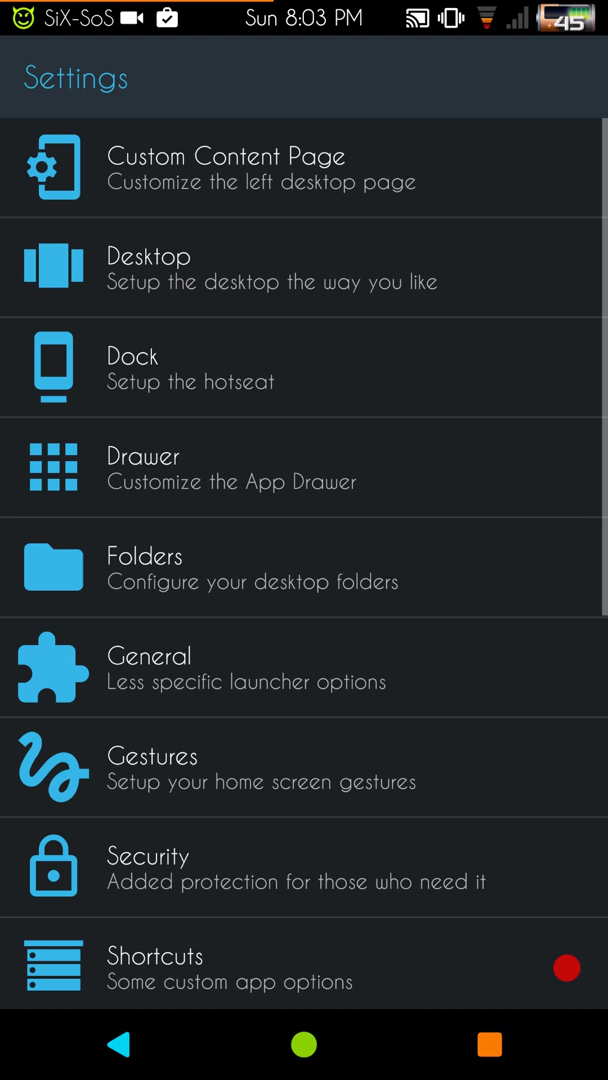 SiX-SoS Sun 8:03 PM 45
Settings
Custom Content Page
Customize the left desktop page
Desktop
Setup the desktop the way you like
Dock
Setup the hotseat
Drawer
Customize the App Drawer
Folders
Configure your desktop folders
General
Less specific launcher options
Gestures
Setup your home screen gestures
Security
Added protection for those who need it
Shortcuts
Some custom app options